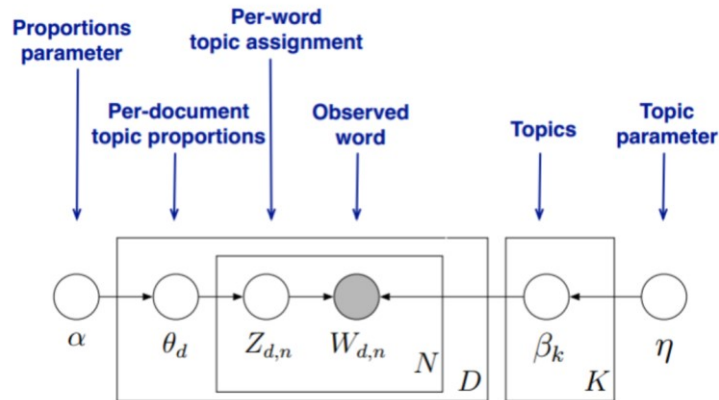 Proportions
parameter
Per-word
topic assignment
Per-document
topic proportions
Observed
word
Topics
Topic
parameter
α
θd
Zd,n
Wd,n
N
D
βk
K
η